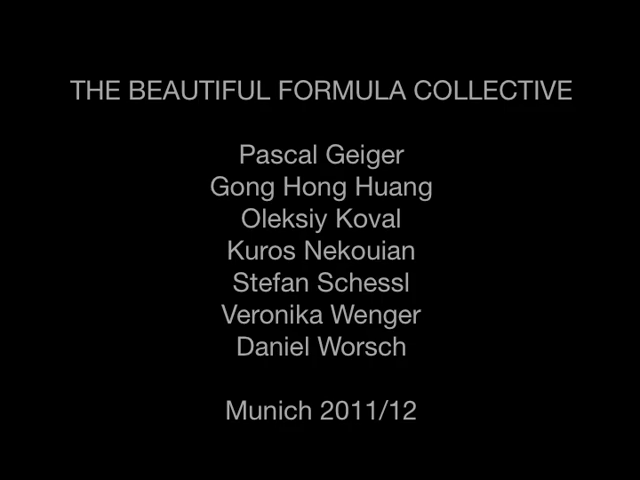 THE BEAUTIFUL FORMULA COLLECTIVE
Pascal Geiger
Gong Hong Huang
Oleksiy Koval
Kuros Nekouian
Stefan Schessl
Veronika Wenger
Daniel Worsch
Munich 2011/12